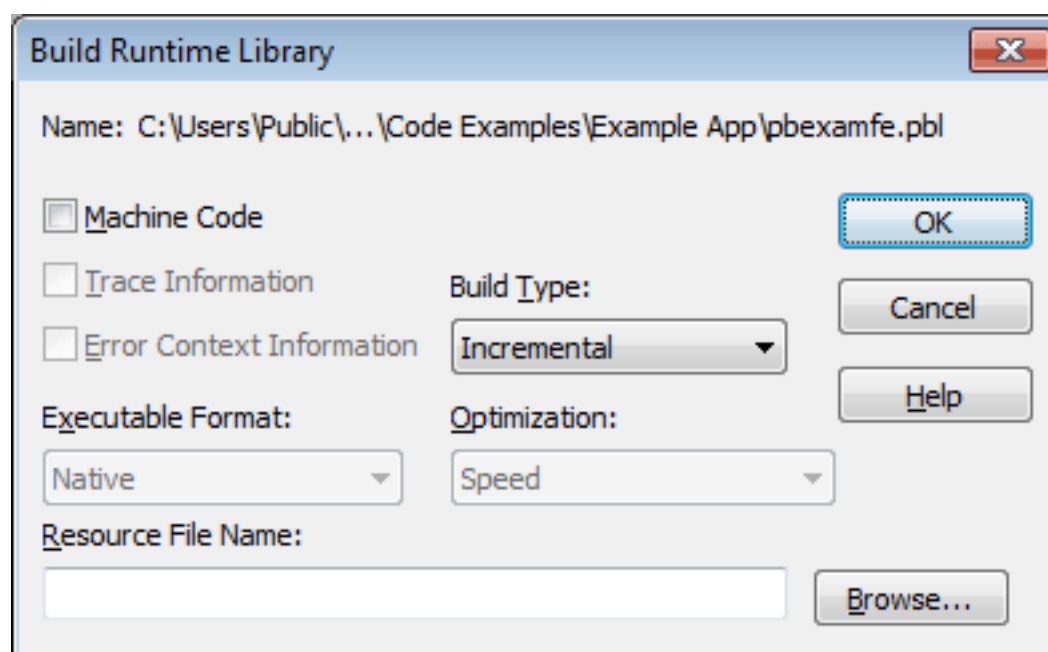 Build Runtime Library
Name: C:\Users\Public\...\Code Examples\Example App\pbexamfe.pbl
Machine Code
OK
Trace Information
Build Type:
Cancel
Error Context Information
Incremental
Help
Executable Format:
Optimization:
Native
Speed
Resource File Name:
Browse...